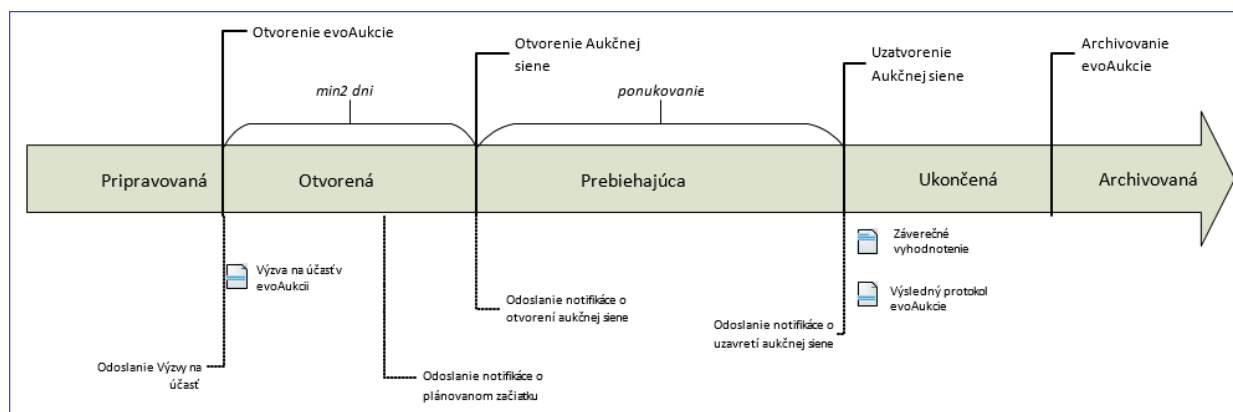 Otvorenie evoAukcie
Otvorenie Aukčnej
siene
Uzatvorenie
Aukčnej siene
Archivovanie
evoAukcie
min2 dni
ponukovanie
Pripravovaná
Otvorená
Prebiehajúca
Ukončená
Archivovaná
Výzva na účasť v
evoAukcii
Záverečné
vyhodnotenie
Výsledný protokol
evoAukcie
Odoslanie notifikáce o
otvorení aukčnej siene
Odoslanie notifikáce o
uzavretí aukčnej siene
Odoslanie Výzvy na
účasť
Odoslanie notifikáce o
plánovanom začiatku